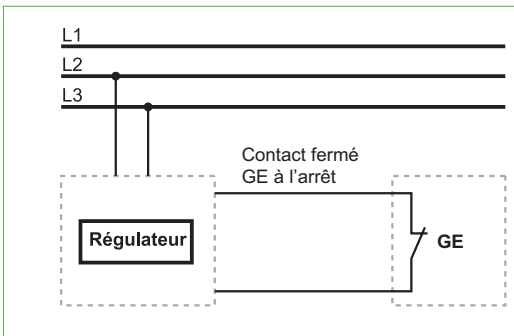 L1
L2
L3
Contact fermé
GE à l'arrêt
Régulateur
GE